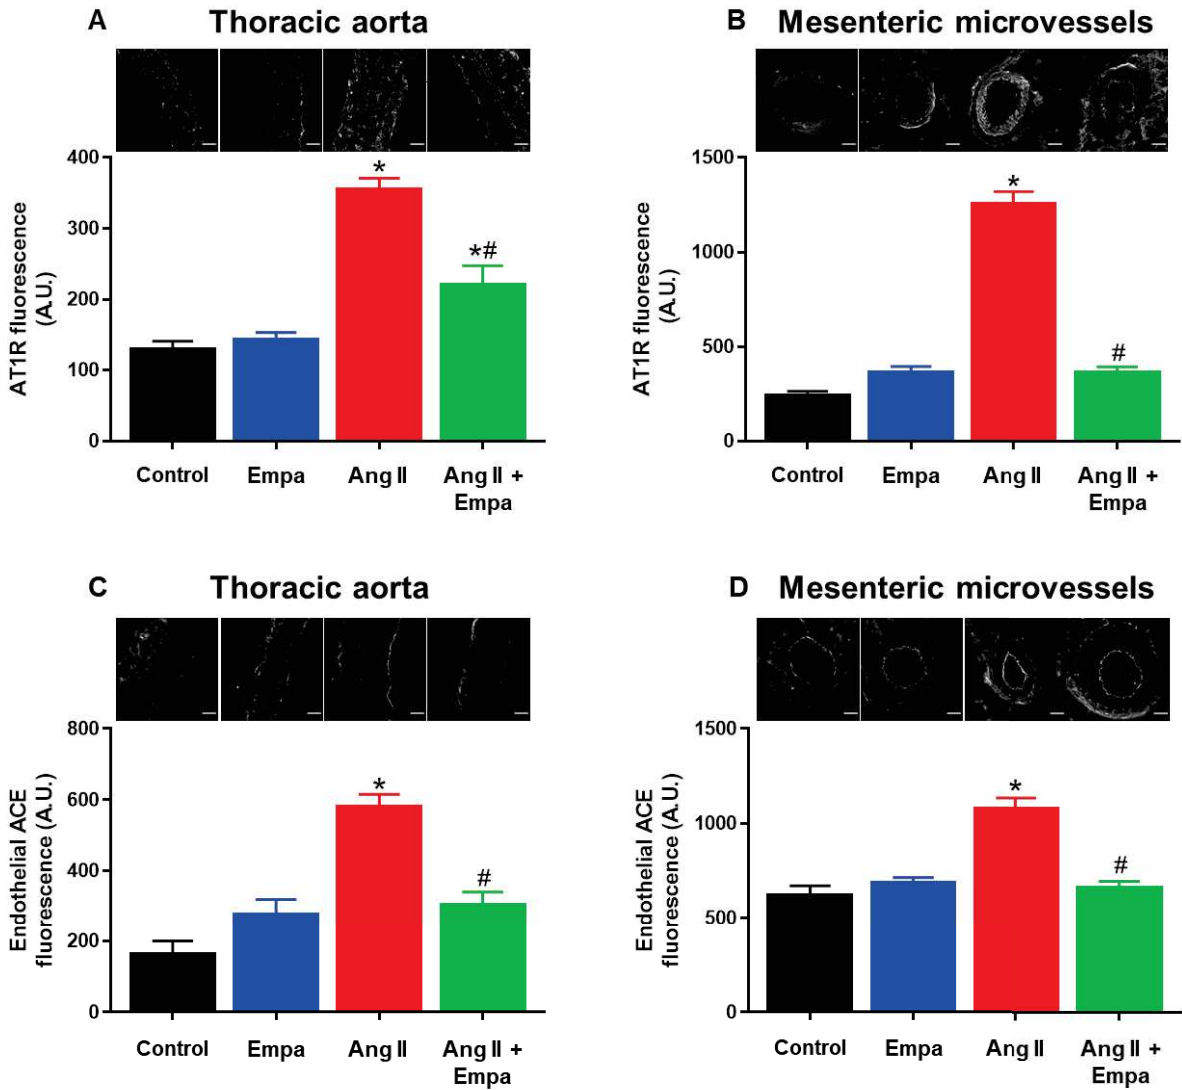 A Thoracic aorta
400
300
200
100
0
AT1R fluorescence
(A.U.)
*
*#
Control Empa Ang II Ang II +
Empa
B Mesenteric microvessels
1500
1000
500
0
AT1R fluorescence
(A.U.)
*
#
Control Empa Ang II Ang II +
Empa
C Thoracic aorta
800
600
400
200
0
Endothelial ACE
fluorescence (A.U.)
*
#
Control Empa Ang II Ang II +
Empa
D Mesenteric microvessels
1500
1000
500
0
Endothelial ACE
fluorescence (A.U.)
*
#
Control Empa Ang II Ang II +
Empa